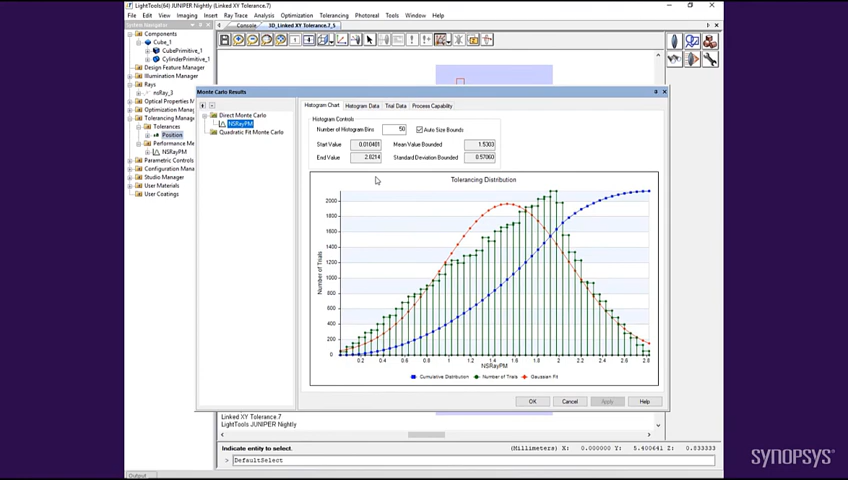 LightTools(64) JUNIPER Nightly (Tolerance.7)
File Edit View Imaging Insert Ray Trace Analysis Optimization Tolerancing Photoreal Tools Window Help
System Navigator
Console 3D_Linked XY Tolerance.7_S
Components
Cube_1
CubePrimitive_1
CylinderPrimitive_1
Design Feature Manager
Illumination Manager
Rays
nsRay_3
Optical Properties M
Optimization Manag
Tolerancing Manag
Tolerances
Position
Performance Me
NSRayPM
Parametric Controls
Configuration Mana
Studio Manager
User Materials
User Coatings
Monte Carlo Results
Direct Monte Carlo
NSRayPM
Quadratic Fit Monte Carlo
Histogram Chart Histogram Data Trial Data Process Capability
Histogram Controls
Number of Histogram Bins 50 Auto Size Bounds
Start Value 0.010401 Mean Value Bounded 1.5303
End Value 2.8214 Standard Deviation Bounded 0.57060
Tolerancing Distribution
Number of Trials
2000
1800
1600
1400
1200
1000
800
600
400
200
0
0.2 0.4 0.6 0.8 1 1.2 1.4 1.6 1.8 2 2.2 2.4 2.6 2.8
NSRayPM
Cumulative Distribution Number of Trials Gaussian Fit
OK Cancel Apply Help
Linked XY Tolerance.7
LightTools JUNIPER Nightly
Indicate entity to select. (Millimeters) X: 0.000000 Y: 5.400641 Z: 0.833333
> DefaultSelect
Output
SYNOPSYS